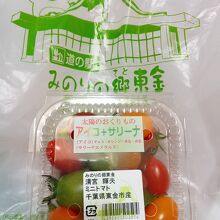 道の駅
みのりの郷東金
太陽のおくりもの
アイコ+サリーナ
みのりの郷東金
清宮 輝夫
ミニトマト
千葉県東金市産